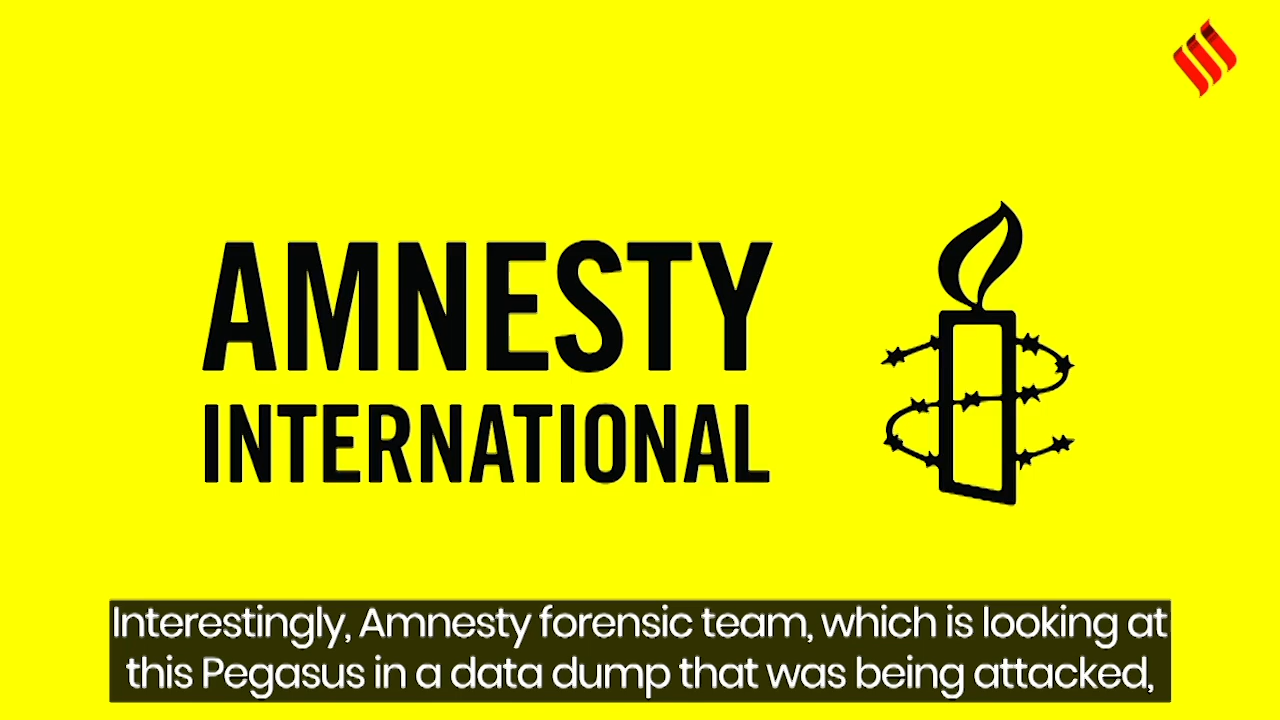 AMNESTY
INTERNATIONAL
Interestingly, Amnesty forensic team, which is looking at
this Pegasus in a data dump that was being attacked,